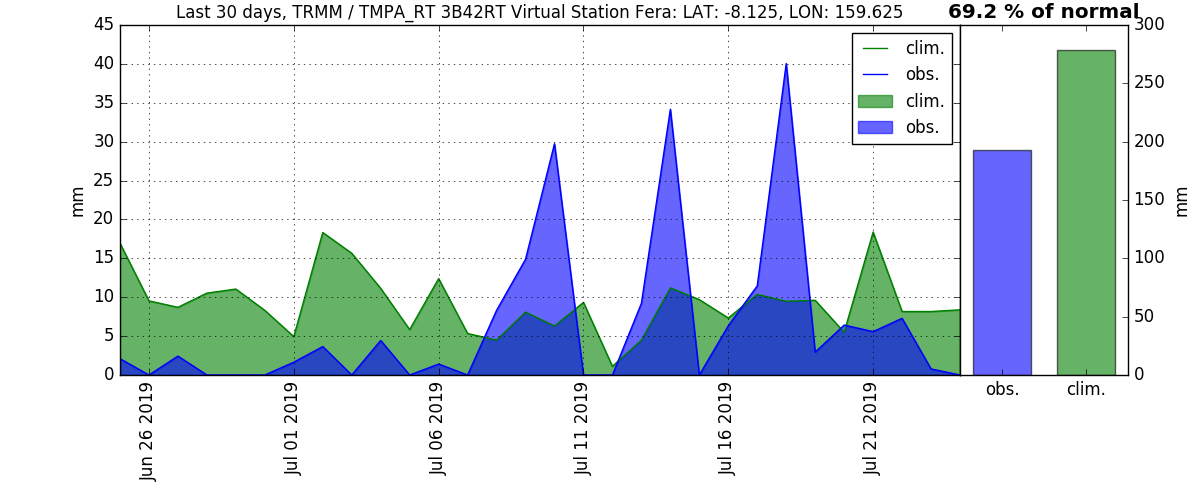 Last 30 days, TRMM / TMPA_RT 3B42RT Virtual Station Fera: LAT: -8.125, LON: 159.625
69.2 % of normal
45
40
35
30
25
20
15
10
5
0
mm
clim.
obs.
clim.
obs.
300
250
200
150
100
50
0
mm
obs.
clim.
Jun 26 2019
Jul 01 2019
Jul 06 2019
Jul 11 2019
Jul 16 2019
Jul 21 2019